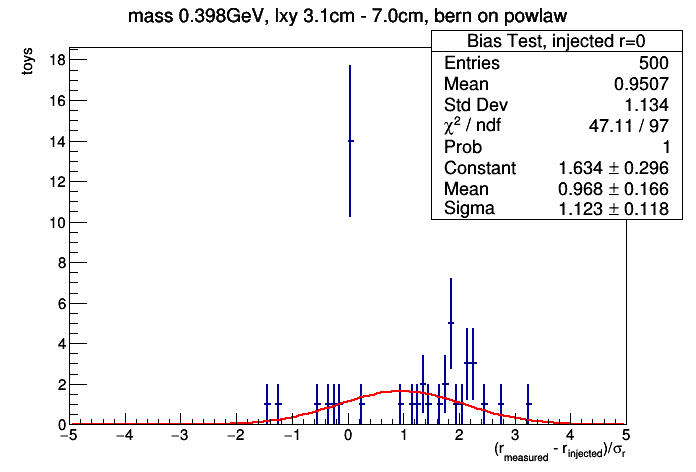 mass 0.398GeV, lxy 3.1cm - 7.0cm, bern on powlaw
Bias Test, injected r=0
Entries 500
Mean 0.9507
Std Dev 1.134
χ² / ndf 47.11 / 97
Prob 1
Constant 1.634 ± 0.296
Mean 0.968 ± 0.166
Sigma 1.123 ± 0.118
toys
18
16
14
12
10
8
6
4
2
0
−5 −4 −3 −2 −1 0 1 2 3 4 5
(r_measured - r_injected)/σ_r